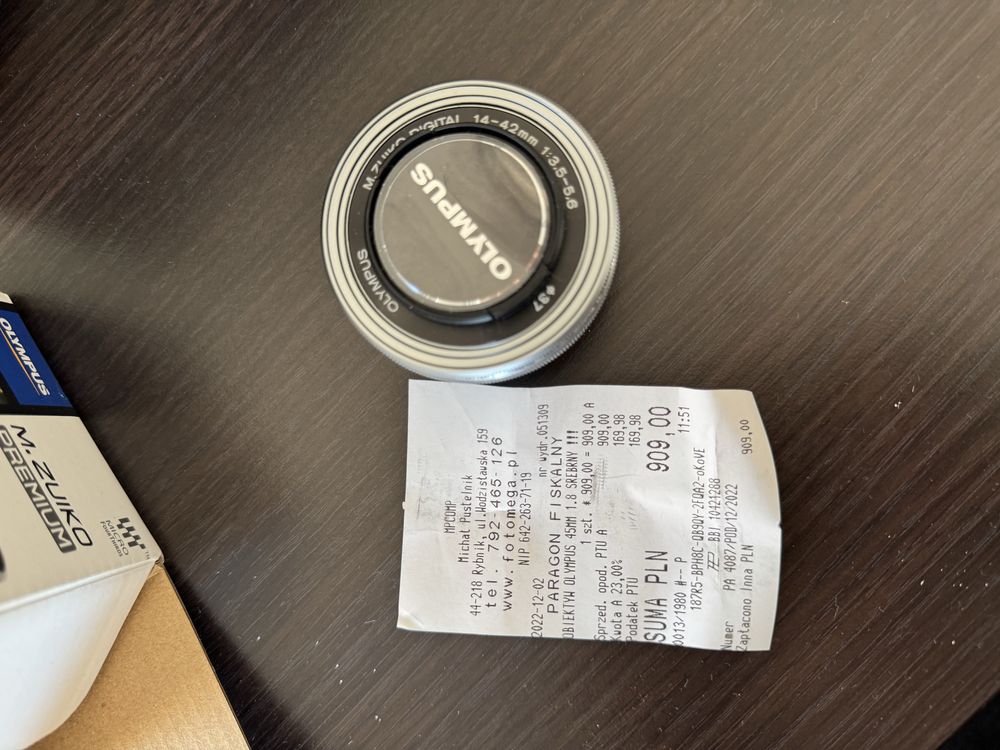 M.ZUIKO DIGITAL 14-42mm 1:3.5-5.6
OLYMPUS
ø37
OLYMPUS
OLYMPUS
M. ZUIKO
PREMIUM
MICRO
FOUR THIRDS
MPCOMP
Michał Pustelnik
44-218 Rybnik, ul.Wodzisławska 159
tel. 792-465-126
www.fotomega.pl
NIP 642-263-71-19
2022-12-02 nr wydr.051309
PARAGON FISKALNY
OBIEKTYW OLYMPUS 45MM 1.8 SREBRNY !!!
1 szt. * 909,00 = 909,00 A
Sprzed. opod. PTU A 909,00
Kwota A 23,00% 169,98
Podatek PTU 169,98
SUMA PLN 909,00
0013/1980 #-- P 11:51
BBI 10424288
Numer PA 4087/POD/12/2022
Zapłacono Inna PLN 909,00